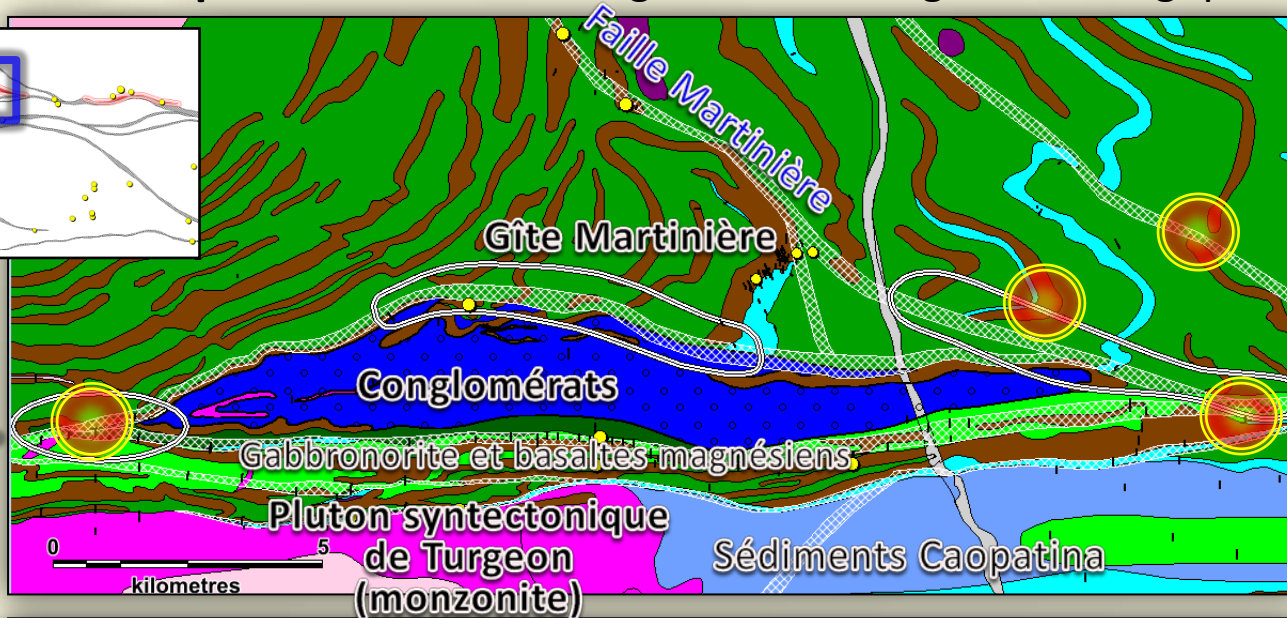 Faille Martinière
Gîte Martinière
Conglomérats
Gabbronorite et basaltes magnésiens
Pluton syntectonique
de Turgeon
(monzonite)
Sédiments Caopatina
0 5
kilometres